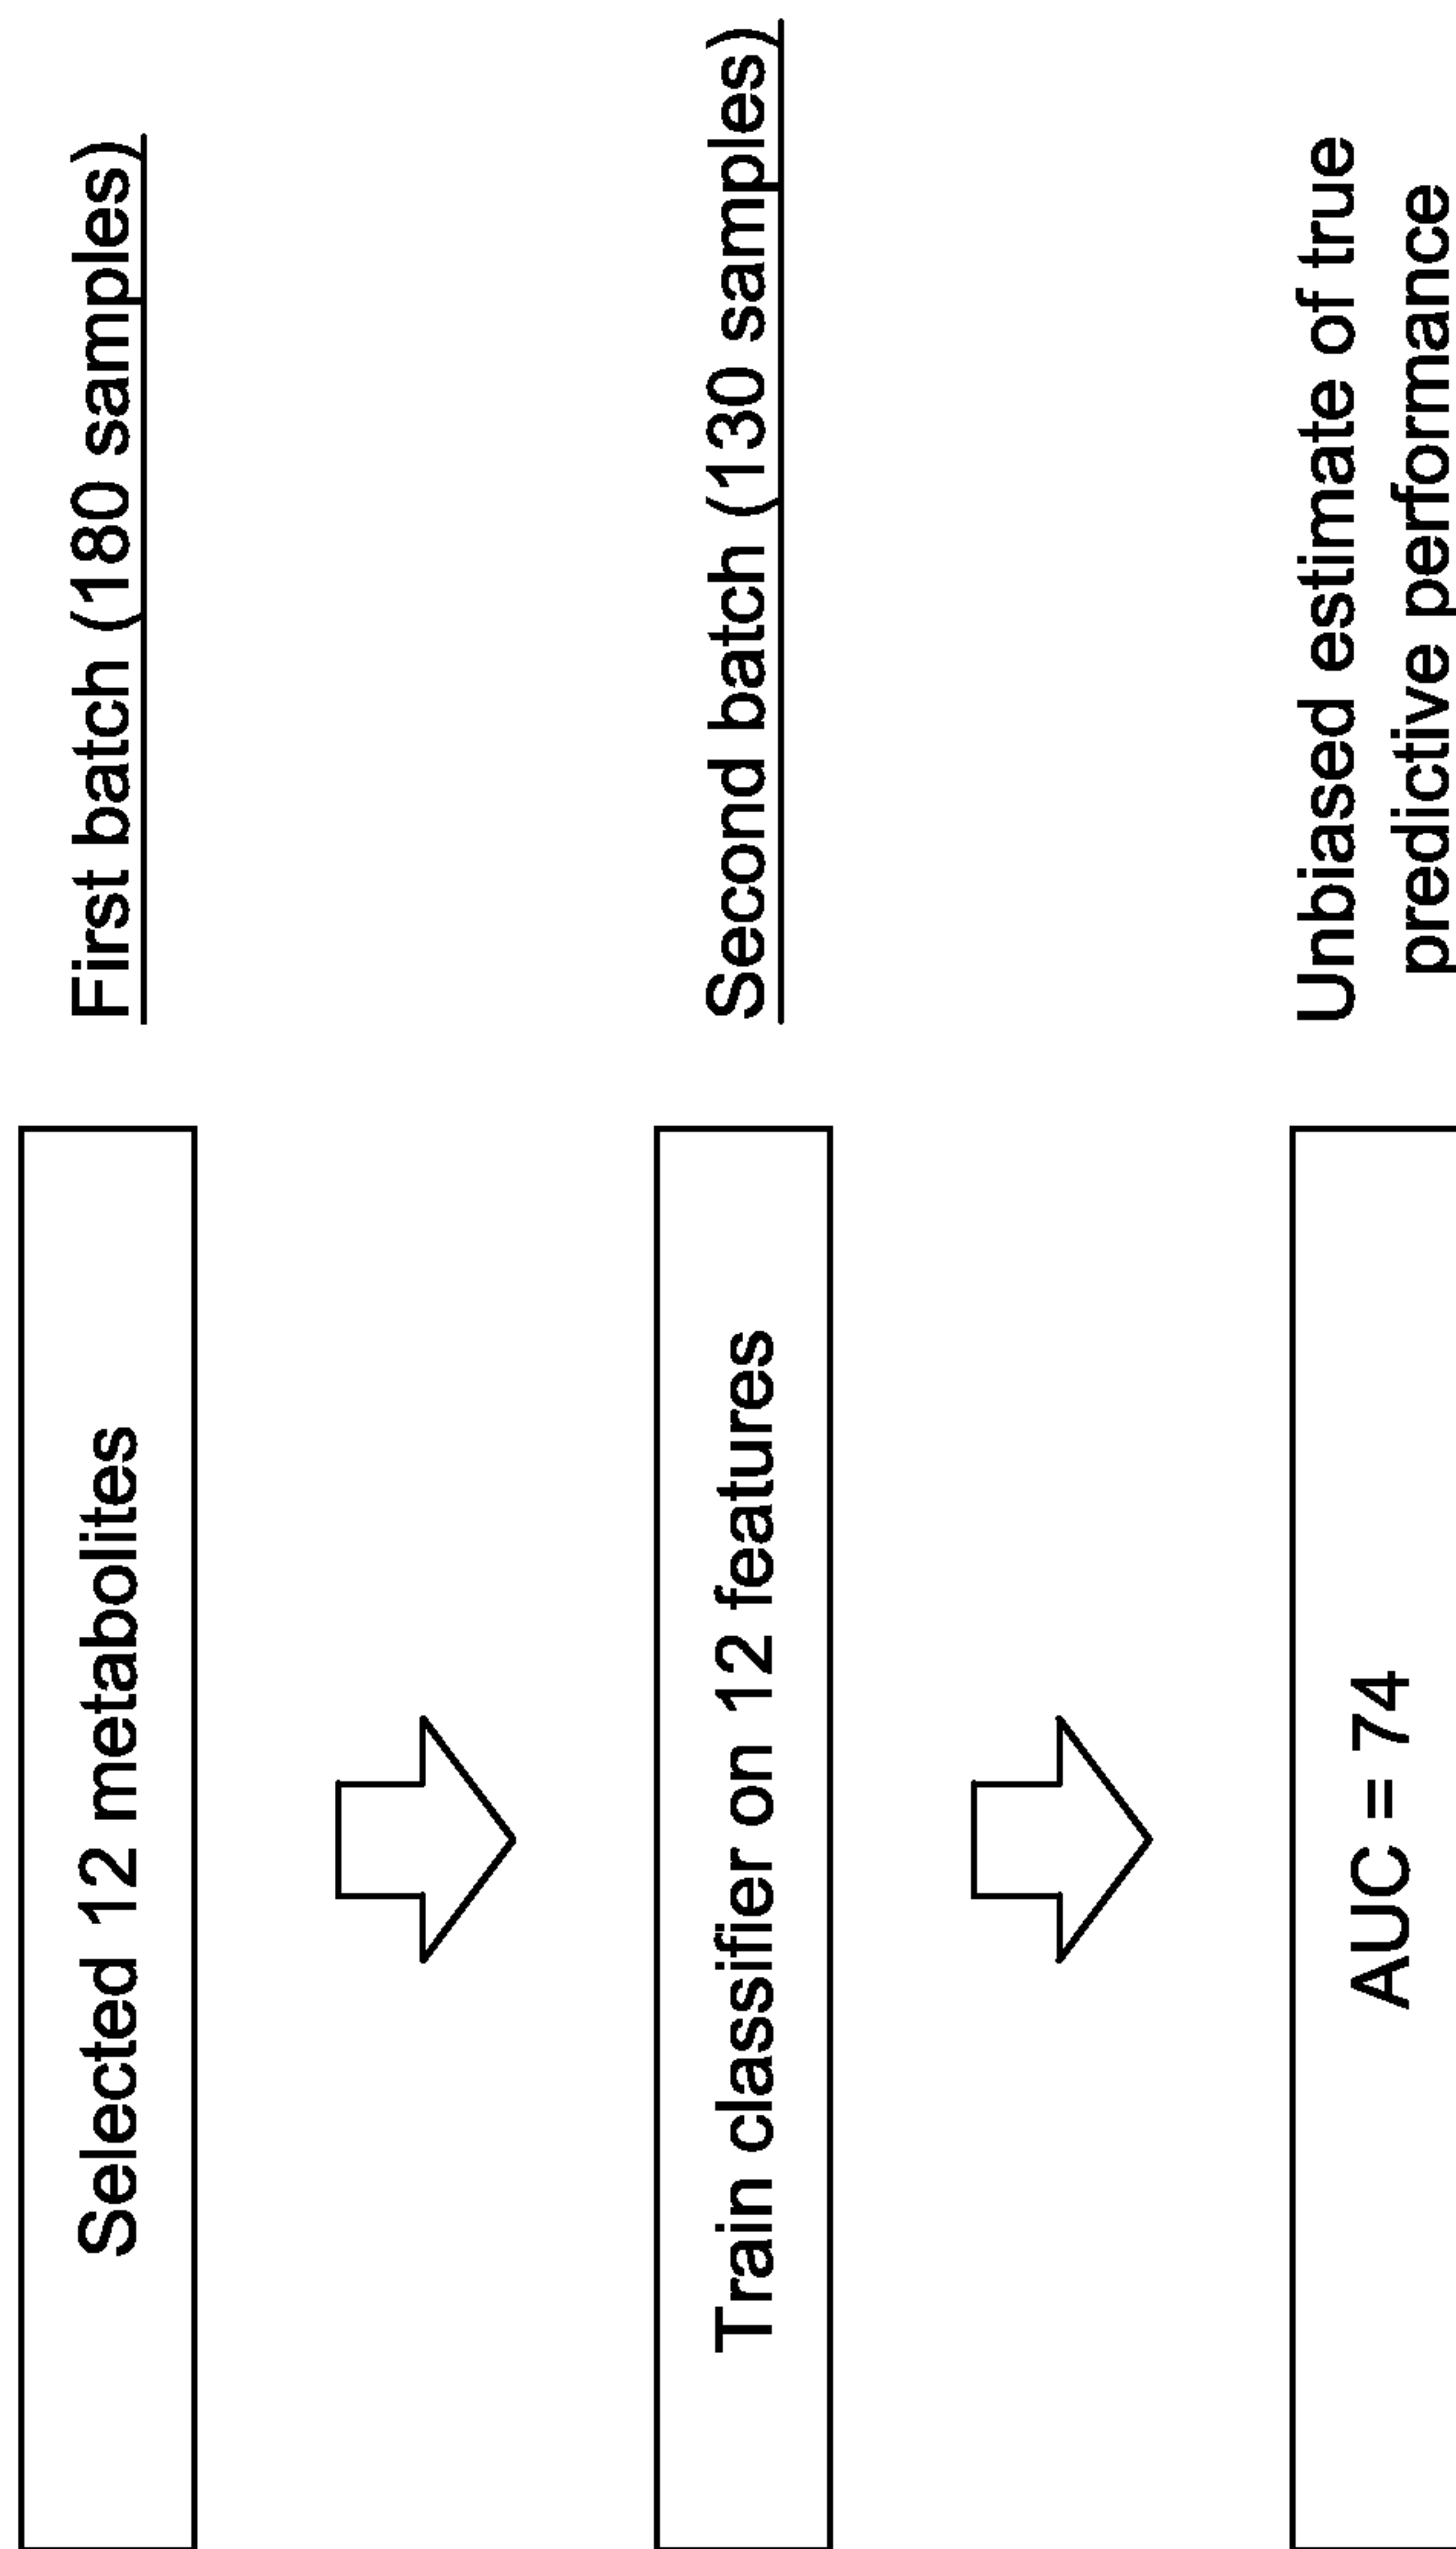 Selected 12 metabolites
First batch (180 samples)
Train classifier on 12 features
Second batch (130 samples)
AUC = 74
Unbiased estimate of true
predictive performance